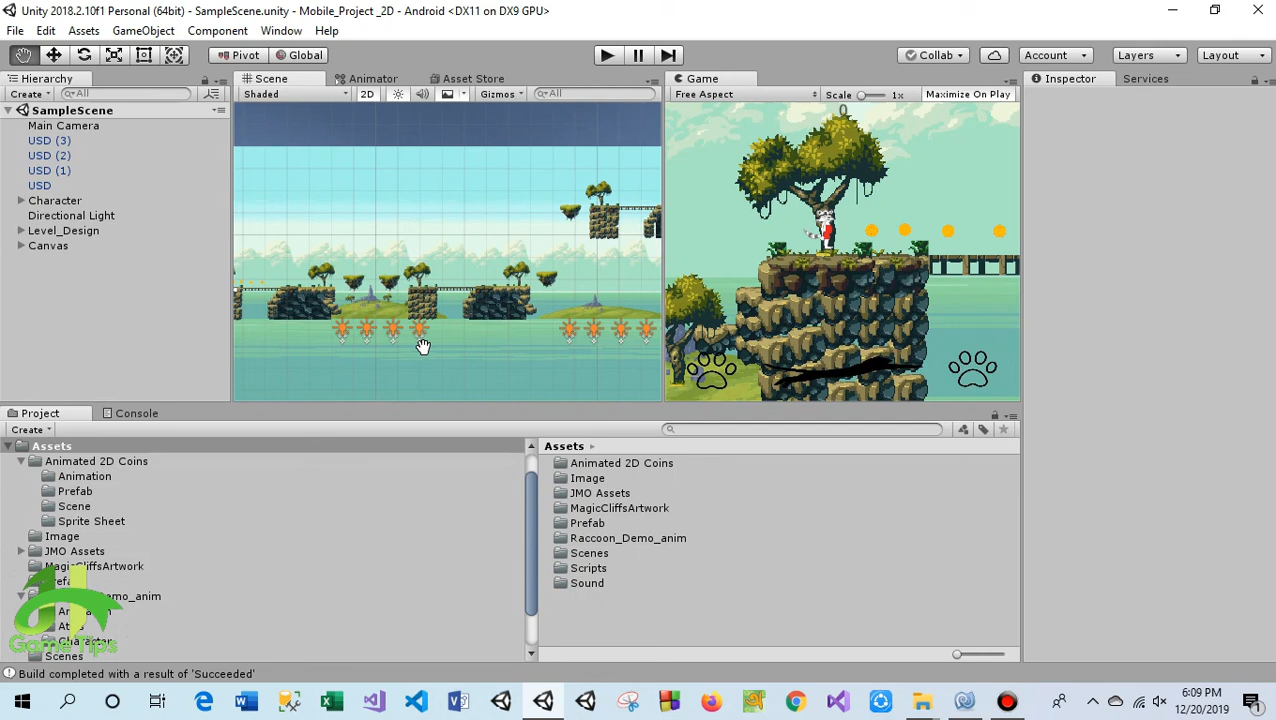 Unity 2018.2.10f1 Personal (64bit) - SampleScene.unity - Mobile_Project _2D - Android <DX11 on DX9 GPU>
File Edit Assets GameObject Component Window Help
Pivot Global Collab Account Layers Layout
Hierarchy Scene Animator Asset Store Game Inspector Services
Create All Shaded 2D Gizmos All Free Aspect Scale 1x Maximize On Play
SampleScene
Main Camera
USD (3)
USD (2)
USD (1)
USD
Character
Directional Light
Level_Design
Canvas
0
Project Console
Create
Assets
Animated 2D Coins
Animation
Prefab
Scene
Sprite Sheet
Image
JMO Assets
MagicCliffsArtwork
Scenes
Assets
Animated 2D Coins
Image
JMO Assets
MagicCliffsArtwork
Prefab
Raccoon_Demo_anim
Scenes
Scripts
Sound
Game Tips
Build completed with a result of 'Succeeded'
6:09 PM
12/20/2019